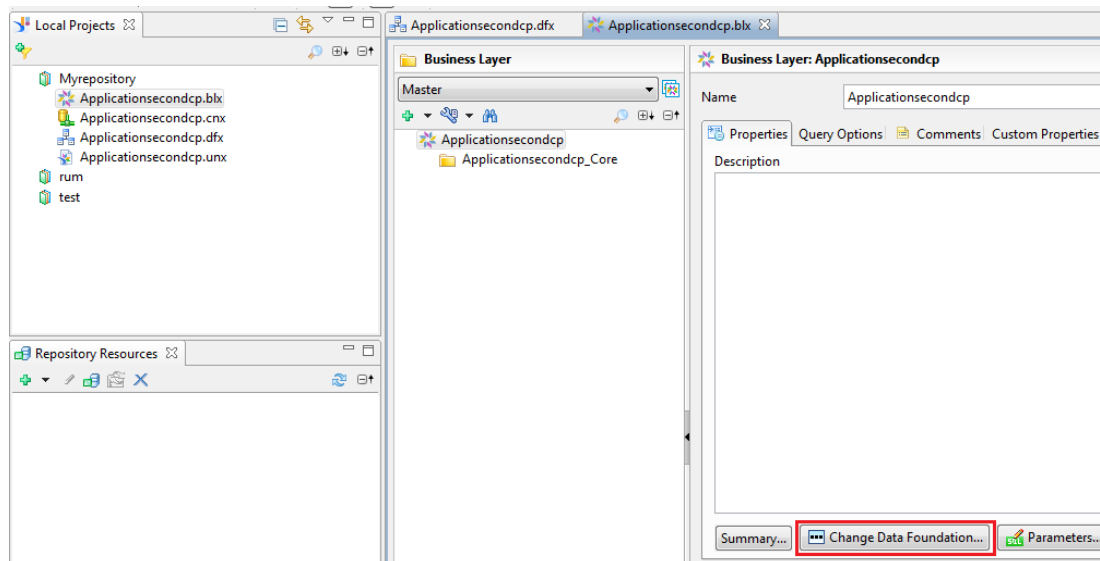 Local Projects
Myrepository
Applicationsecondcp.blx
Applicationsecondcp.cnx
Applicationsecondcp.dfx
Applicationsecondcp.unx
rum
test
Repository Resources
Applicationsecondcp.dfx
Applicationsecondcp.blx
Business Layer
Master
Applicationsecondcp
Applicationsecondcp_Core
Business Layer: Applicationsecondcp
Name Applicationsecondcp
Properties Query Options Comments Custom Properties
Description
Summary... Change Data Foundation... Parameters...